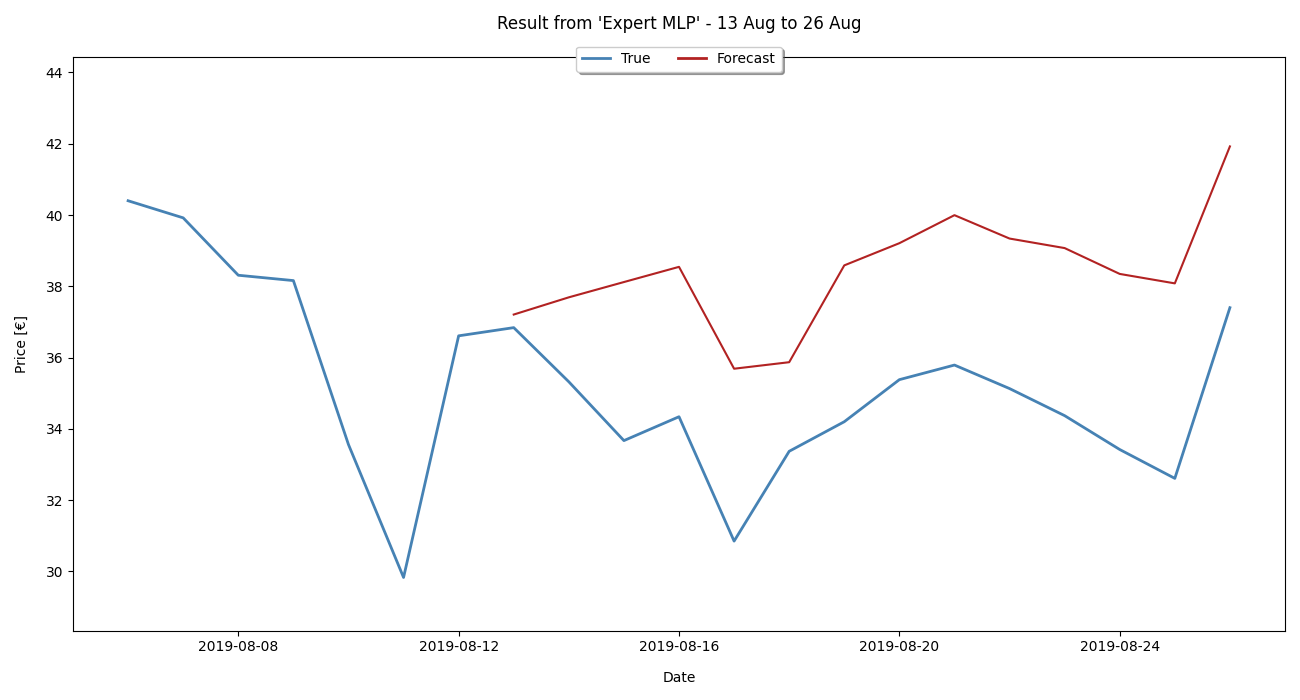 Result from 'Expert MLP' - 13 Aug to 26 Aug
True Forecast
44
42
40
38
36
34
32
30
Price [€]
2019-08-08 2019-08-12 2019-08-16 2019-08-20 2019-08-24
Date